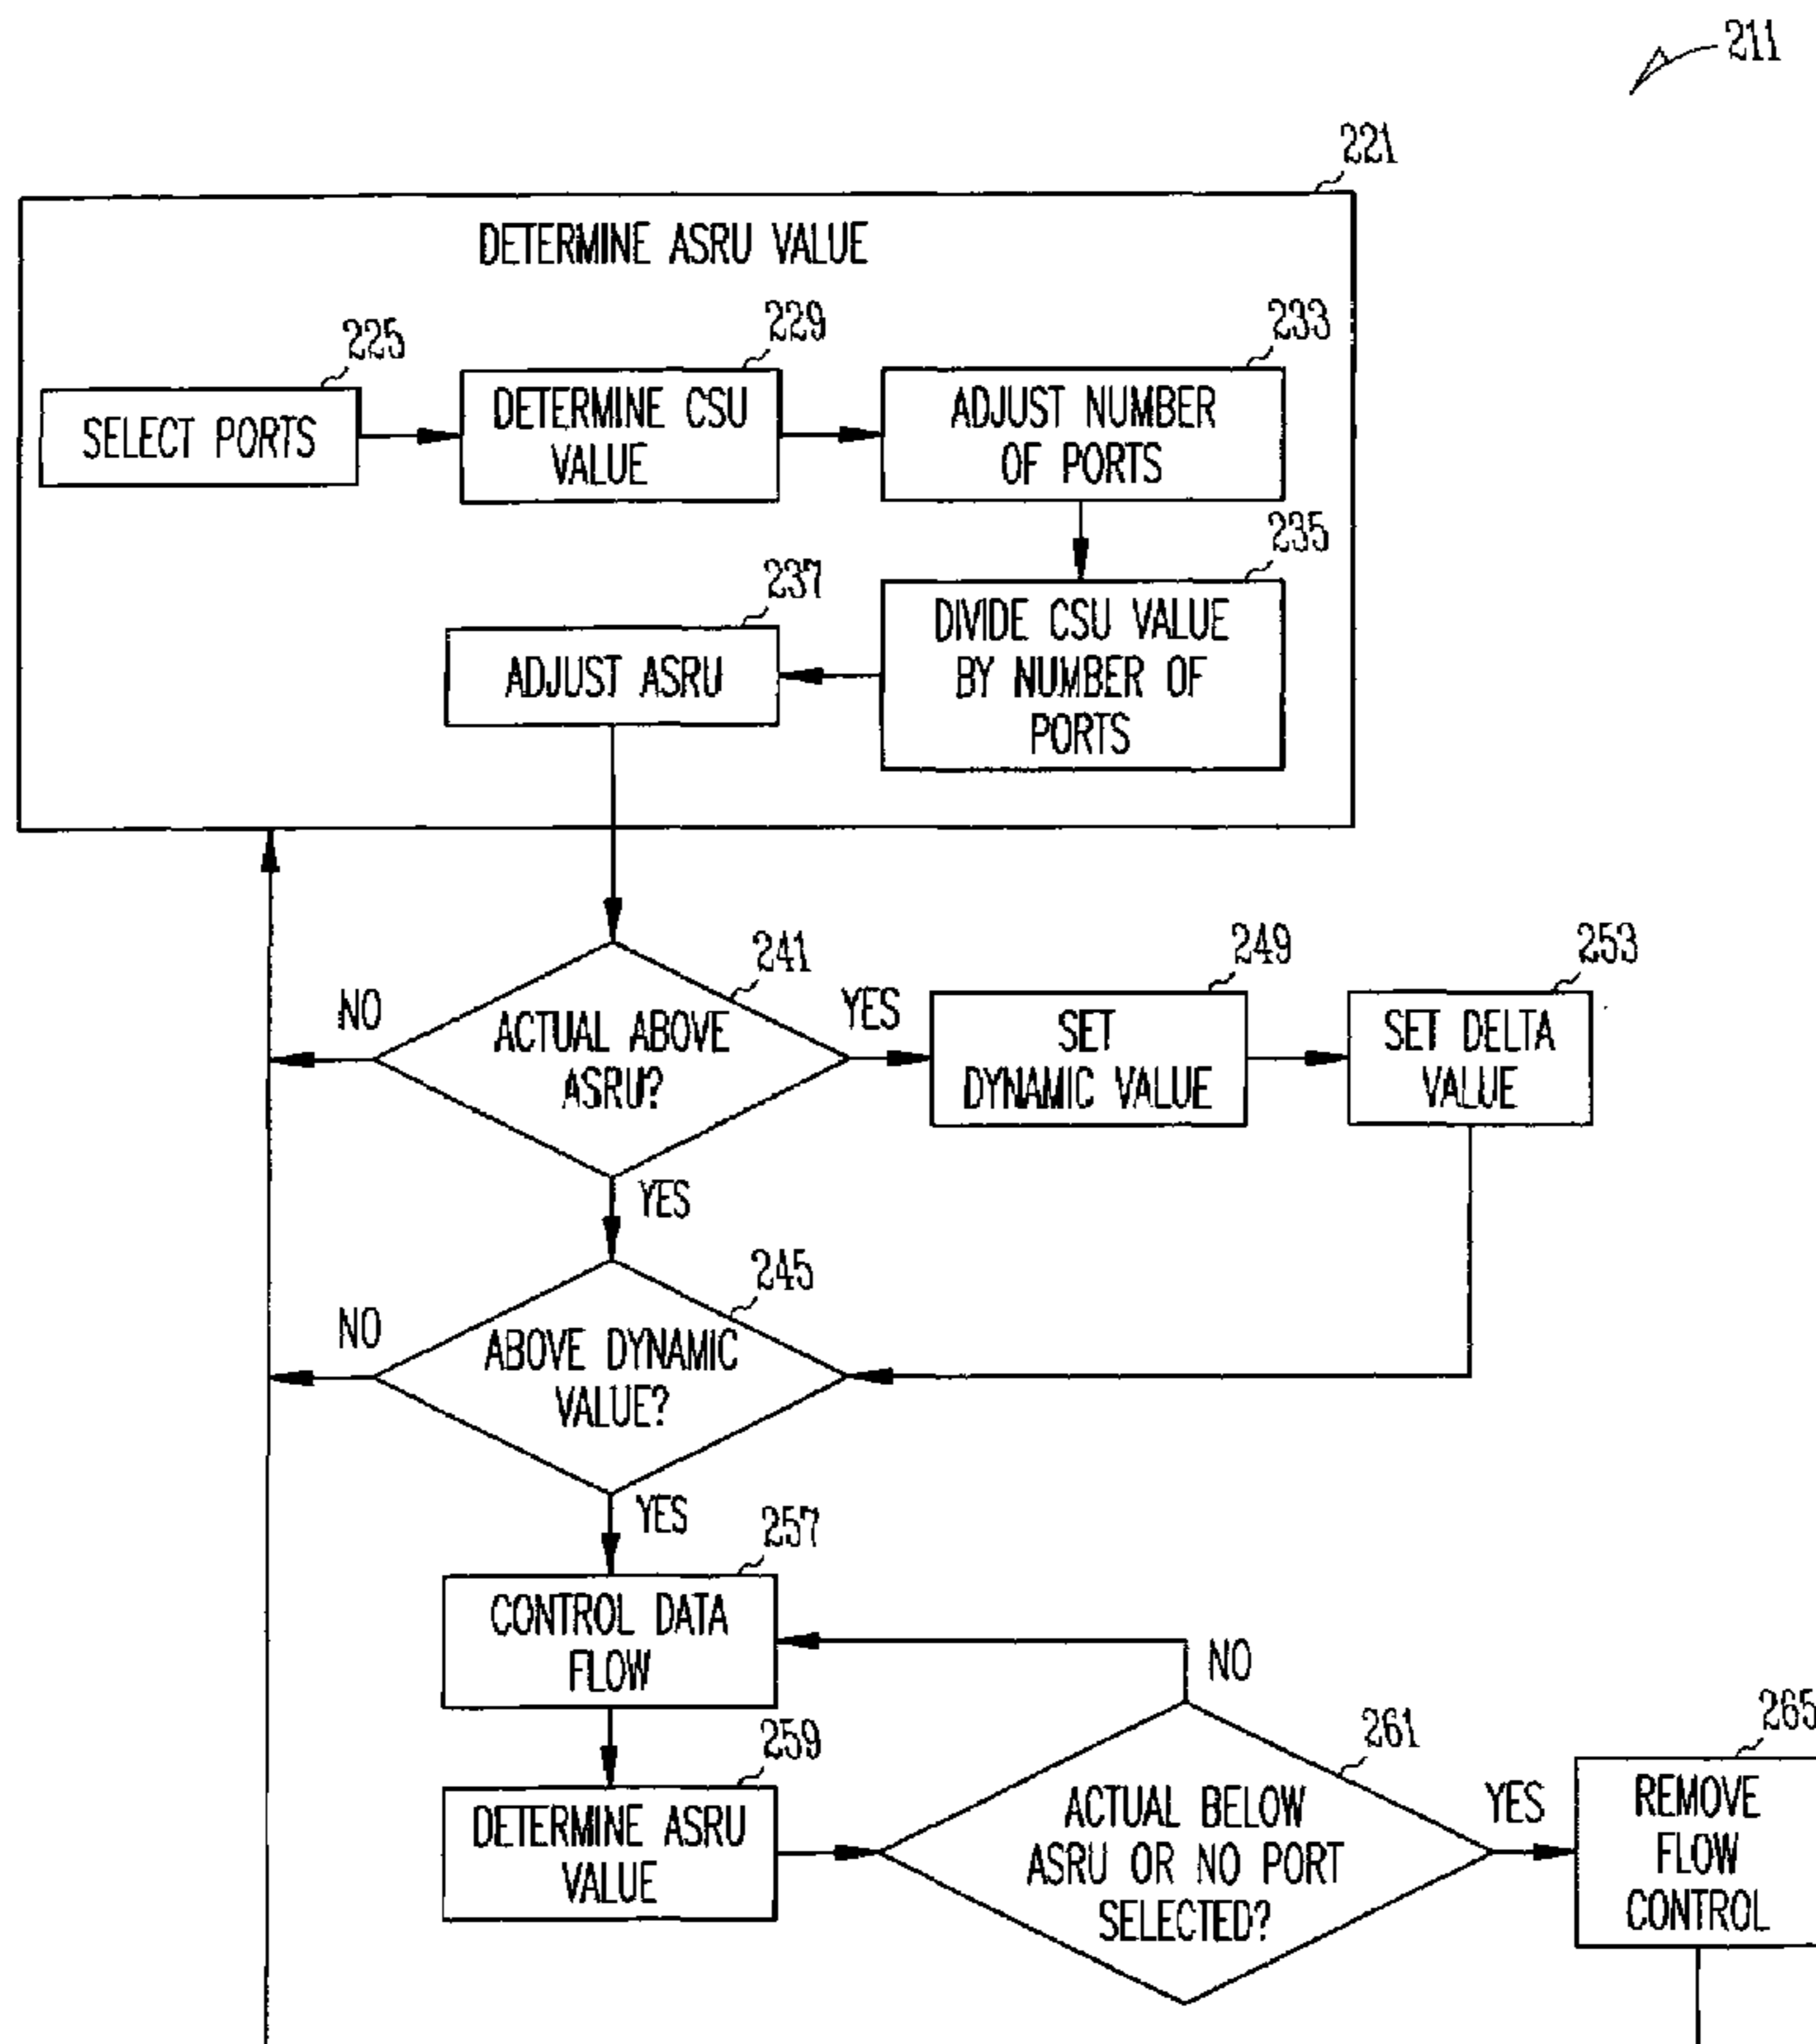 211
221
DETERMINE ASRU VALUE
225
SELECT PORTS
229
DETERMINE CSU
VALUE
233
ADJUST NUMBER
OF PORTS
235
DIVIDE CSU VALUE
BY NUMBER OF
PORTS
237
ADJUST ASRU
241
NO
ACTUAL ABOVE
ASRU?
YES
249
SET
DYNAMIC VALUE
253
SET DELTA
VALUE
YES
245
NO
ABOVE DYNAMIC
VALUE?
YES
257
CONTROL DATA
FLOW
NO
259
DETERMINE ASRU
VALUE
261
ACTUAL BELOW
ASRU OR NO PORT
SELECTED?
YES
265
REMOVE
FLOW
CONTROL